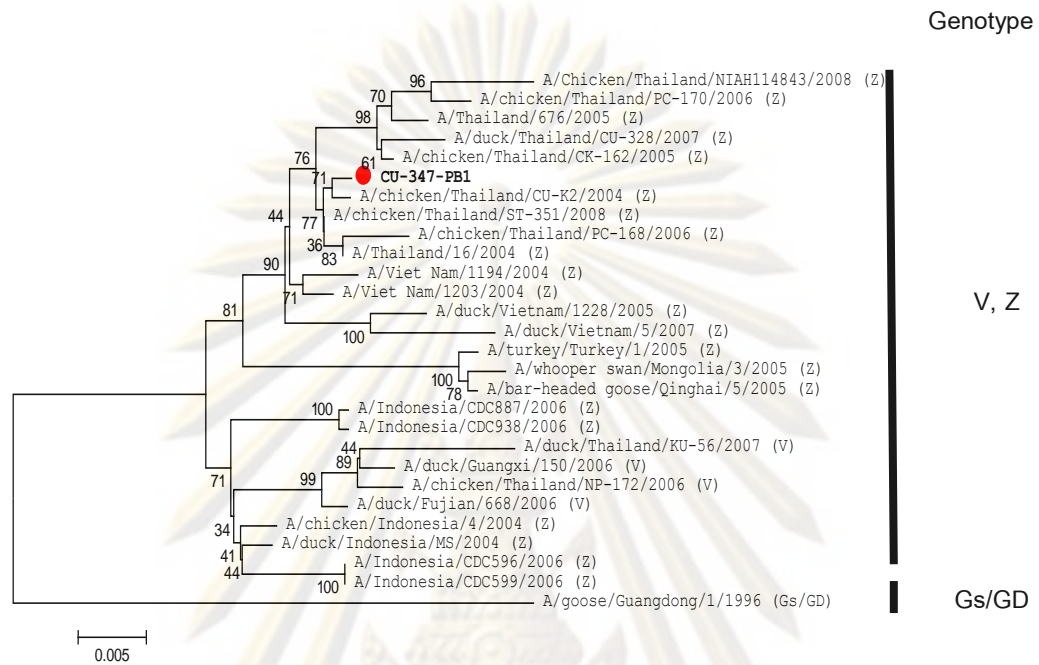 Genotype
96
A/Chicken/Thailand/NIAH114843/2008 (Z)
70
A/chicken/Thailand/PC-170/2006 (Z)
98
A/Thailand/676/2005 (Z)
A/duck/Thailand/CU-328/2007 (Z)
76
61
A/chicken/Thailand/CK-162/2005 (Z)
71
CU-347-PB1
A/chicken/Thailand/CU-K2/2004 (Z)
44
77
A/chicken/Thailand/ST-351/2008 (Z)
36
A/chicken/Thailand/PC-168/2006 (Z)
83
A/Thailand/16/2004 (Z)
90
A/Viet Nam/1194/2004 (Z)
71
A/Viet Nam/1203/2004 (Z)
81
A/duck/Vietnam/1228/2005 (Z)
V, Z
100
A/duck/Vietnam/5/2007 (Z)
A/turkey/Turkey/1/2005 (Z)
100
A/whooper swan/Mongolia/3/2005 (Z)
78
A/bar-headed goose/Qinghai/5/2005 (Z)
100
A/Indonesia/CDC887/2006 (Z)
A/Indonesia/CDC938/2006 (Z)
44
A/duck/Thailand/KU-56/2007 (V)
89
A/duck/Guangxi/150/2006 (V)
71
99
A/chicken/Thailand/NP-172/2006 (V)
A/duck/Fujian/668/2006 (V)
34
A/chicken/Indonesia/4/2004 (Z)
41
A/duck/Indonesia/MS/2004 (Z)
44
A/Indonesia/CDC596/2006 (Z)
100
A/Indonesia/CDC599/2006 (Z)
A/goose/Guangdong/1/1996 (Gs/GD)
Gs/GD
0.005